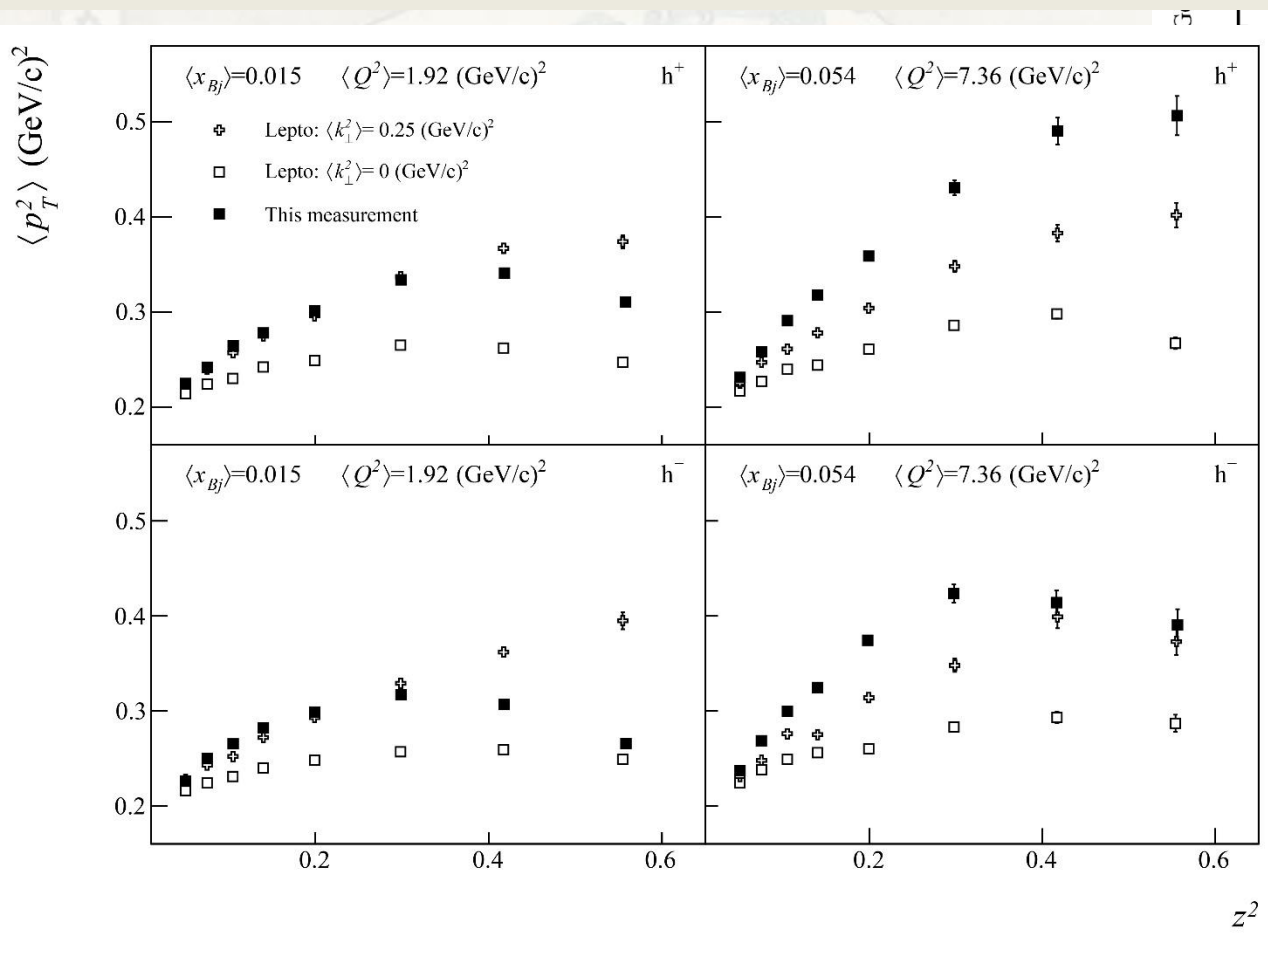 ⟨p_T^2⟩ (GeV/c)^2
⟨x_Bj⟩=0.015 ⟨Q^2⟩=1.92 (GeV/c)^2 h^+
Lepto: ⟨k_⊥^2⟩= 0.25 (GeV/c)^2
Lepto: ⟨k_⊥^2⟩= 0 (GeV/c)^2
This measurement
⟨x_Bj⟩=0.054 ⟨Q^2⟩=7.36 (GeV/c)^2 h^+
0.5
0.4
0.3
0.2
⟨x_Bj⟩=0.015 ⟨Q^2⟩=1.92 (GeV/c)^2 h^−
⟨x_Bj⟩=0.054 ⟨Q^2⟩=7.36 (GeV/c)^2 h^−
0.5
0.4
0.3
0.2
0.2 0.4 0.6 0.2 0.4 0.6
z^2